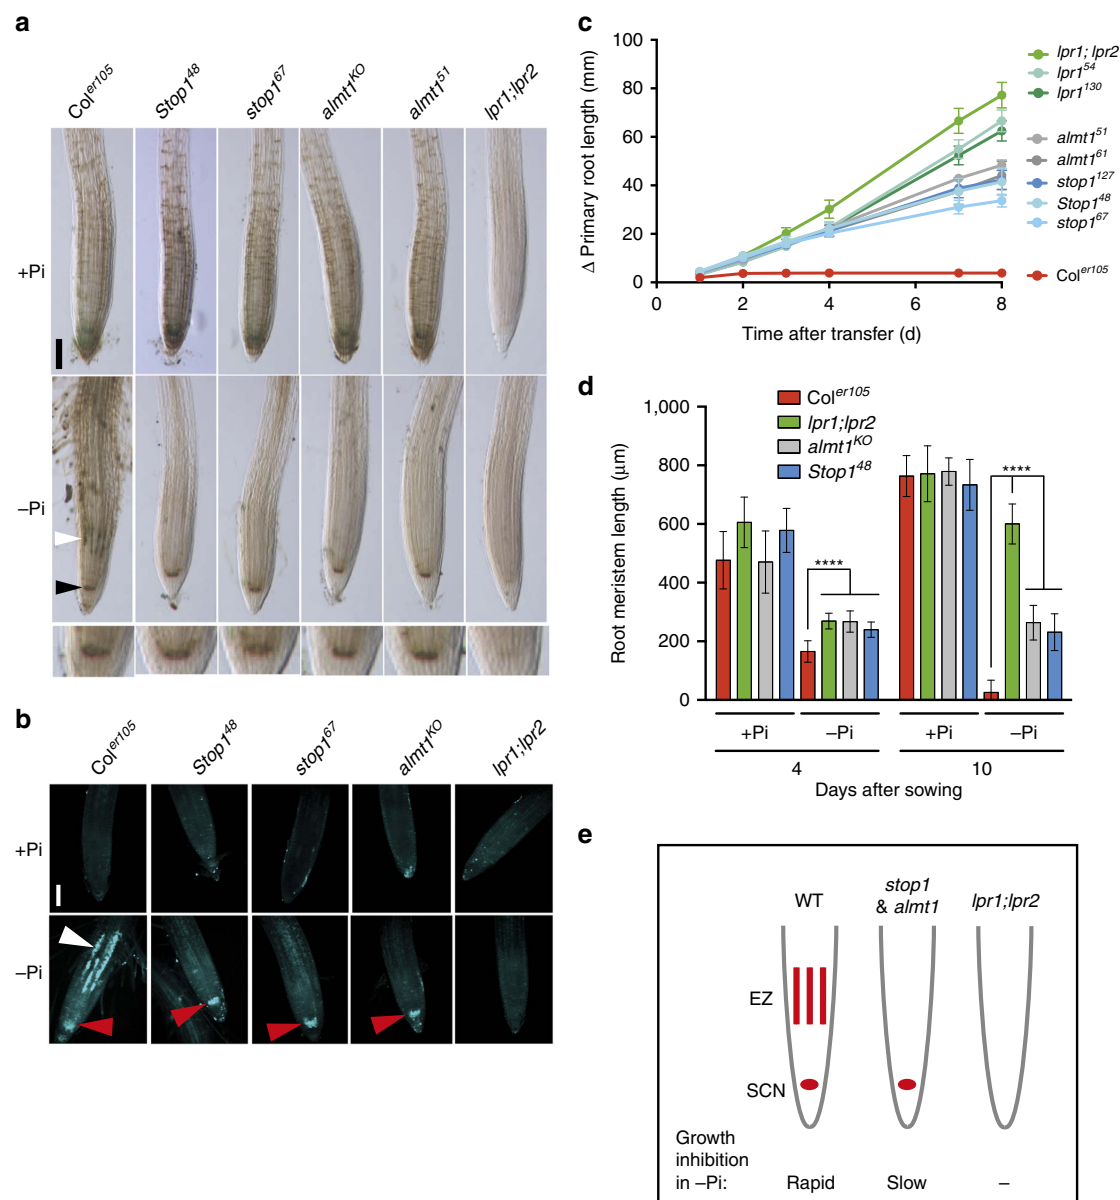 a
Col^er105 Stop1^48 stop1^67 almt1^KO almt1^51 lpr1;lpr2
+Pi
–Pi
b
Col^er105 Stop1^48 stop1^67 almt1^KO lpr1;lpr2
+Pi
–Pi
c
100
80
60
40
20
0
Δ Primary root length (mm)
0 2 4 6 8
Time after transfer (d)
lpr1; lpr2
lpr1^54
lpr1^130
almt1^51
almt1^61
stop1^127
Stop1^48
stop1^67
Col^er105
d
Col^er105
lpr1;lpr2
almt1^KO
Stop1^48
1,000
800
600
400
200
0
Root meristem length (μm)
**** ****
+Pi –Pi +Pi –Pi
4 10
Days after sowing
e
WT stop1 & almt1 lpr1;lpr2
EZ
SCN
Growth
inhibition
in –Pi: Rapid Slow –